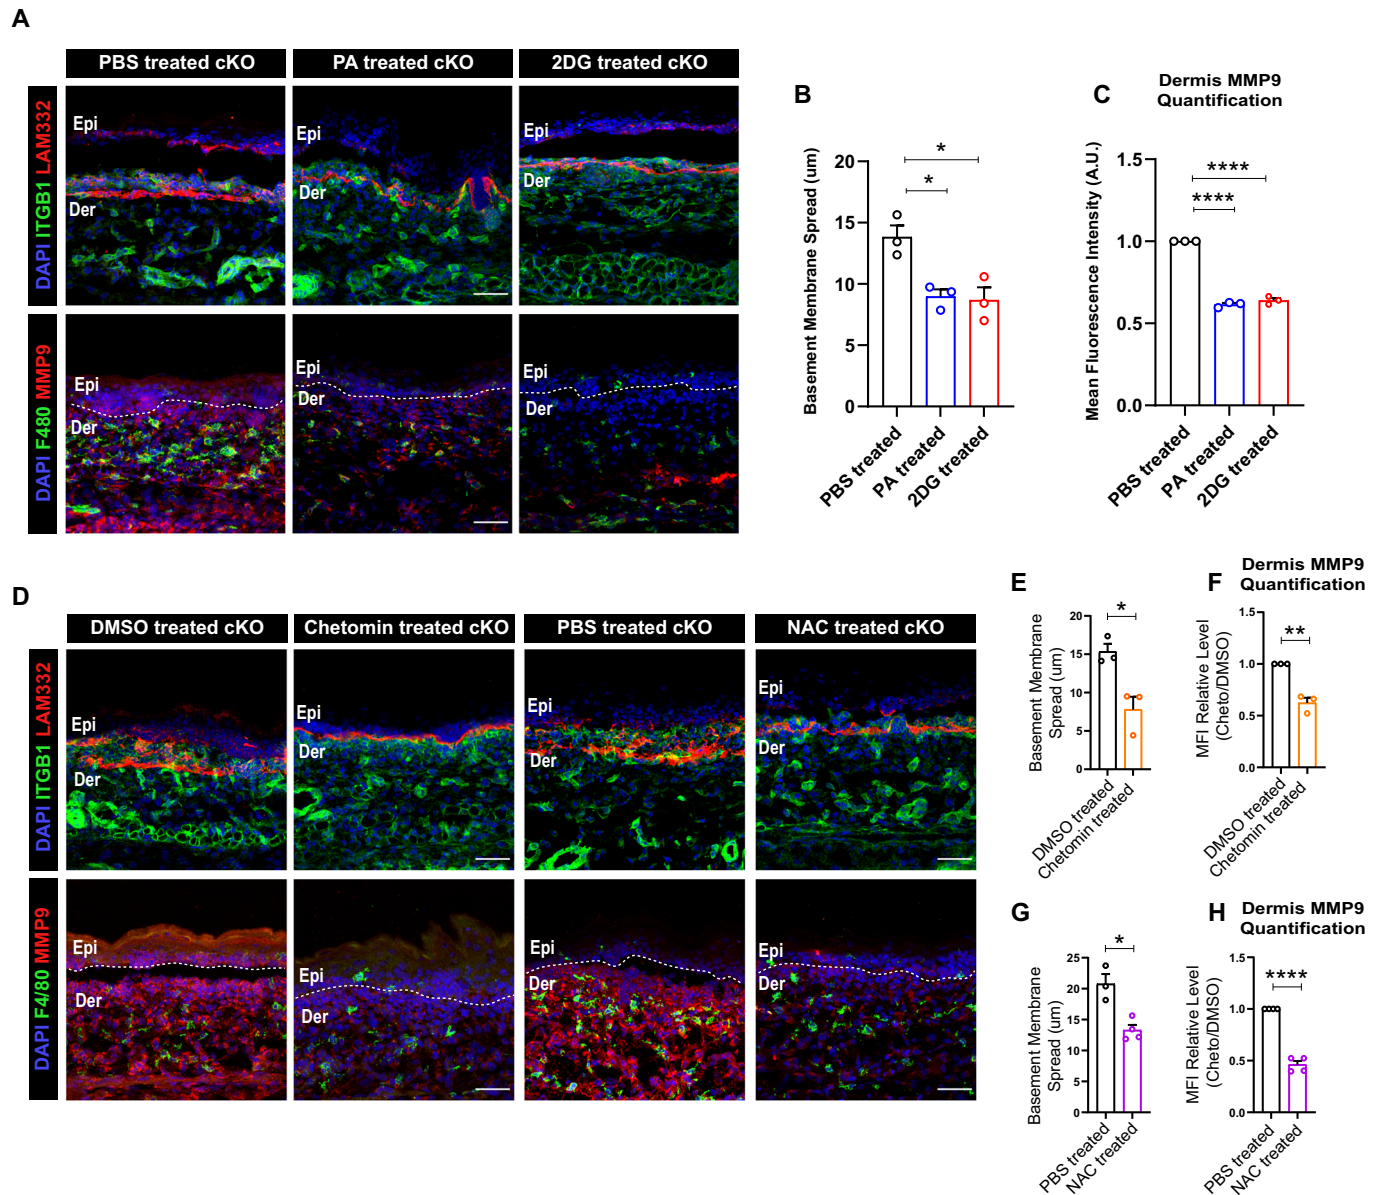 A
PBS treated cKO
PA treated cKO
2DG treated cKO
DAPI ITGB1 LAM332
Epi
Der
Epi
Der
Epi
Der
DAPI F480 MMP9
Epi
Der
Epi
Der
Epi
Der
B
Basement Membrane Spread (um)
20
15
10
5
0
*
*
PBS treated
PA treated
2DG treated
C
Dermis MMP9
Quantification
Mean Fluorescence Intensity (A.U.)
1.5
1.0
0.5
0.0
****
****
PBS treated
PA treated
2DG treated
D
DMSO treated cKO
Chetomin treated cKO
PBS treated cKO
NAC treated cKO
DAPI ITGB1 LAM332
Epi
Der
Epi
Der
Epi
Der
Epi
Der
DAPI F4/80 MMP9
Epi
Der
Epi
Der
Epi
Der
Epi
Der
E
Basement Membrane
Spread (um)
20
15
10
5
0
*
DMSO treated
Chetomin treated
F
Dermis MMP9
Quantification
MFI Relative Level
(Cheto/DMSO)
1.5
1.0
0.5
0.0
**
DMSO treated
Chetomin treated
G
Basement Membrane
Spread (um)
25
20
15
10
5
0
*
PBS treated
NAC treated
H
Dermis MMP9
Quantification
MFI Relative Level
(Cheto/DMSO)
1.5
1.0
0.5
0.0
****
PBS treated
NAC treated